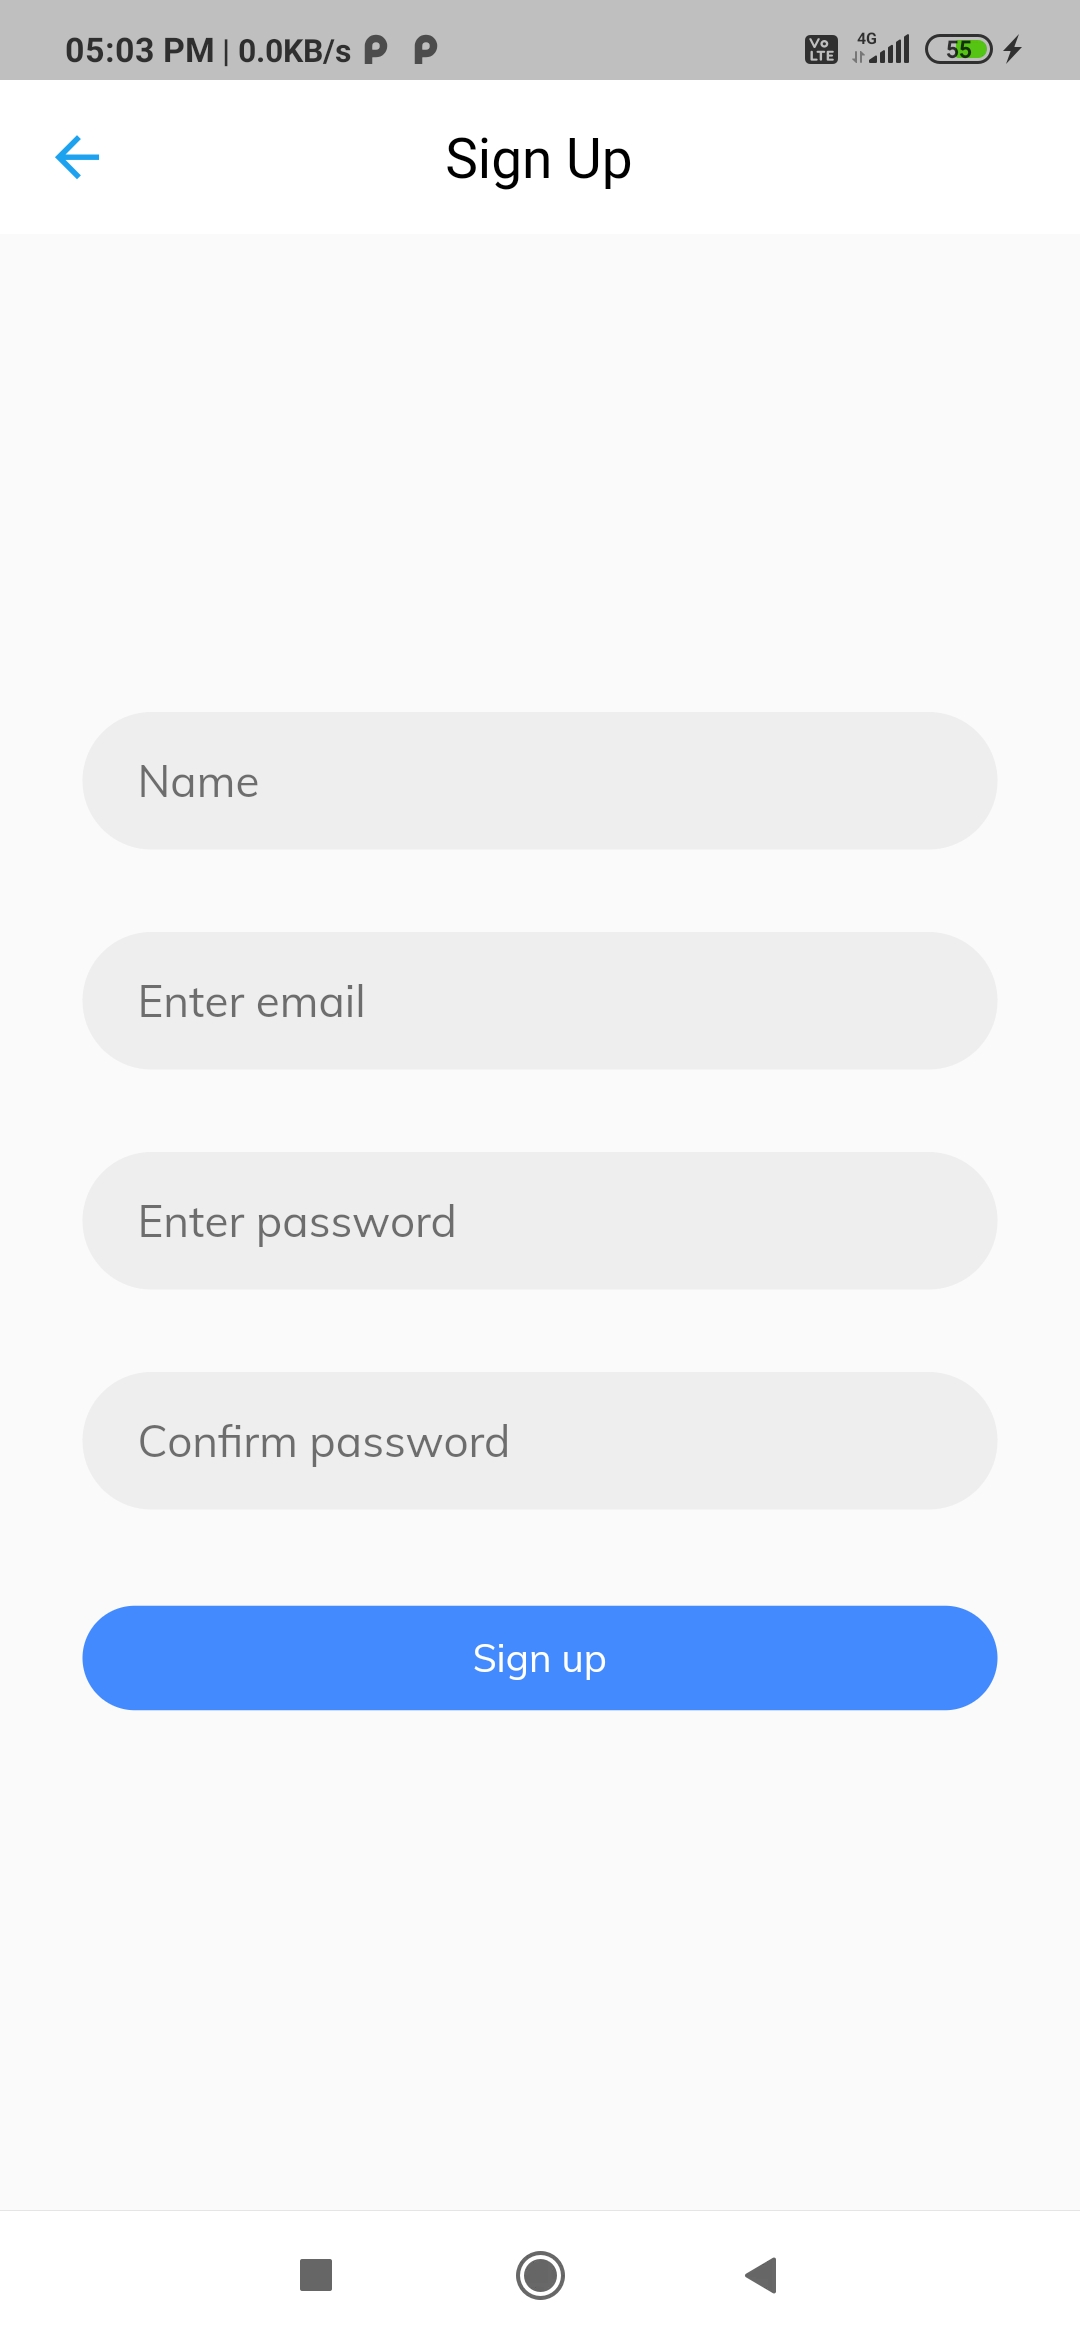 05:03 PM | 0.0KB/s
Vo LTE 4G 55
Sign Up
Name
Enter email
Enter password
Confirm password
Sign up